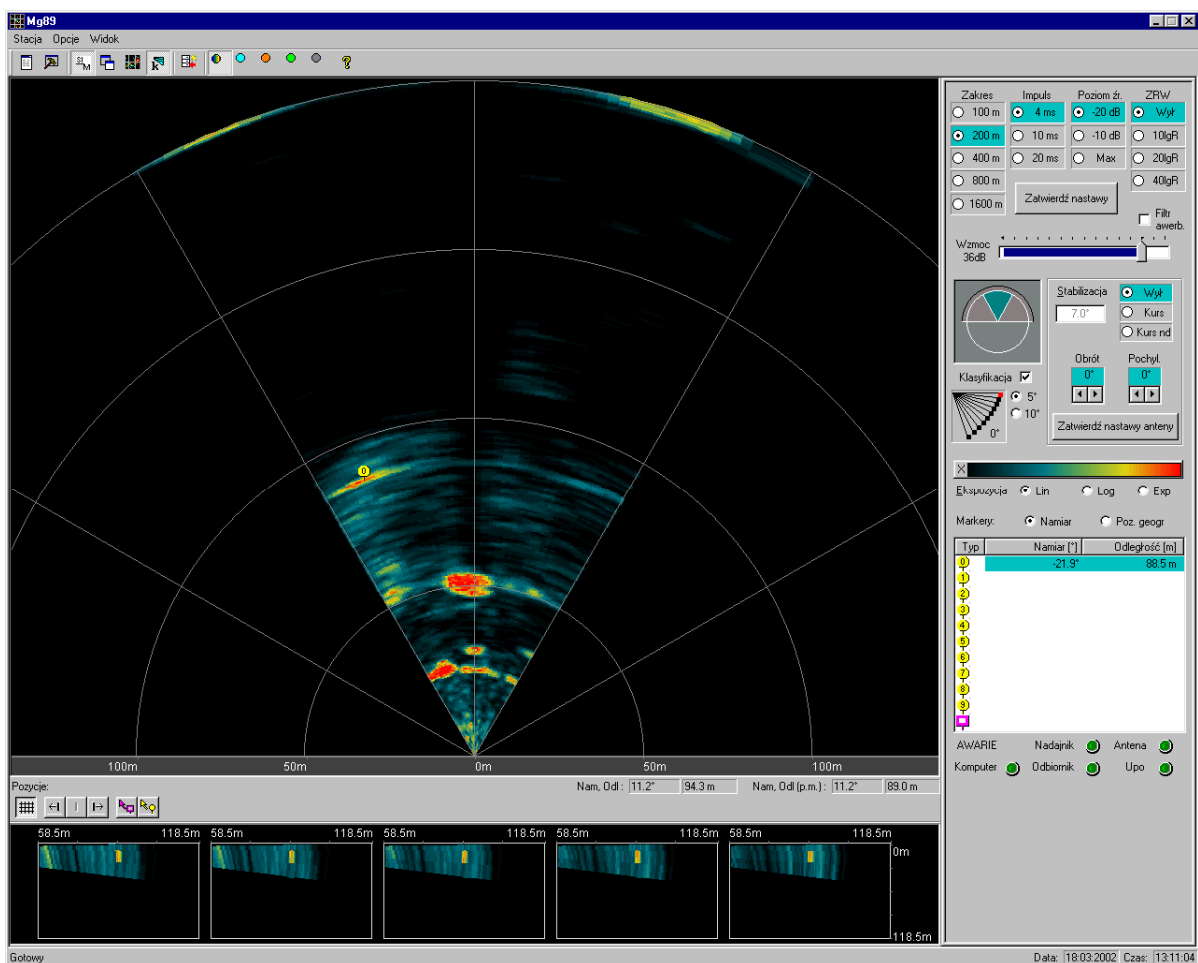 Mg89
Stacja Opcje Widok
Zakres Impuls Poziom źr. ZRW
100 m 4 ms -20 dB Wył
200 m 10 ms -10 dB 10lgR
400 m 20 ms Max 20lgR
800 m 40lgR
1600 m Zatwierdź nastawy
Filtr
awerb.
Wzmoc
36dB
Stabilizacja Wył
7.0° Kurs
Kurs nd
Obrót Pochyl.
0° 0°
Klasyfikacja
5°
10°
0°
Zatwierdź nastawy anteny
X
Ekspozycja Lin Log Exp
Markery: Namiar Poz. geogr
Typ Namiar [°] Odległość [m]
0 -21.9° 88.5 m
1
2
3
4
5
6
7
8
9
AWARIE Nadajnik Antena
Komputer Odbiornik Upo
0
100m 50m 0m 50m 100m
Pozycje: Nam, Odl : 11.2° 94.3 m Nam, Odl (p.m.) : 11.2° 89.0 m
58.5m 118.5m 58.5m 118.5m 58.5m 118.5m 58.5m 118.5m 58.5m 118.5m
0m
118.5m
Gotowy Data: 18:03:2002 Czas: 13:11:04